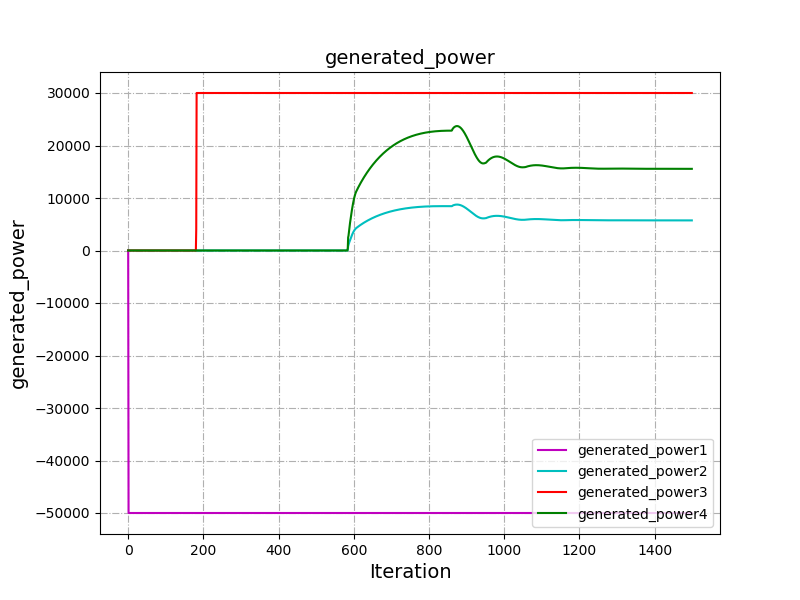 generated_power
generated_power
30000
20000
10000
0
−10000
−20000
−30000
−40000
−50000
generated_power1
generated_power2
generated_power3
generated_power4
0 200 400 600 800 1000 1200 1400
Iteration